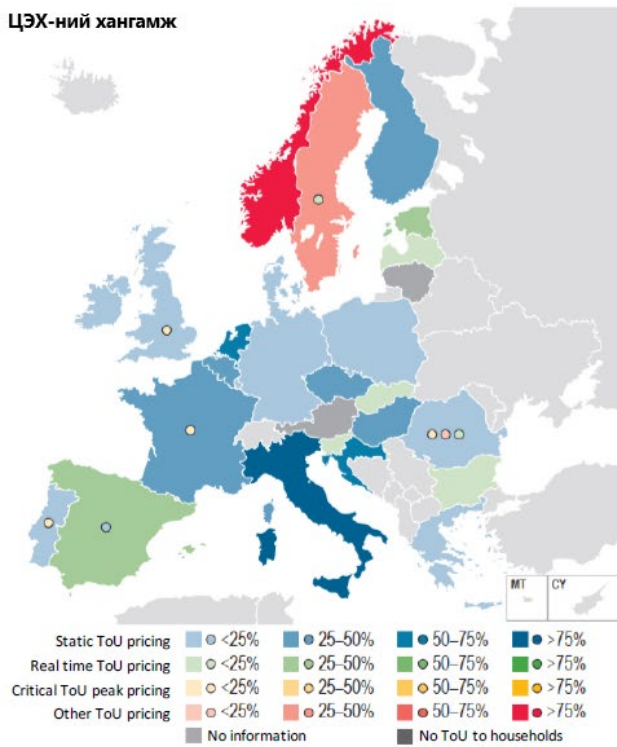 ЦЭХ-ний хангамж
MT CY
Static ToU pricing <25% 25–50% 50–75% >75%
Real time ToU pricing <25% 25–50% 50–75% >75%
Critical ToU peak pricing <25% 25–50% 50–75% >75%
Other ToU pricing <25% 25–50% 50–75% >75%
No information No ToU to households